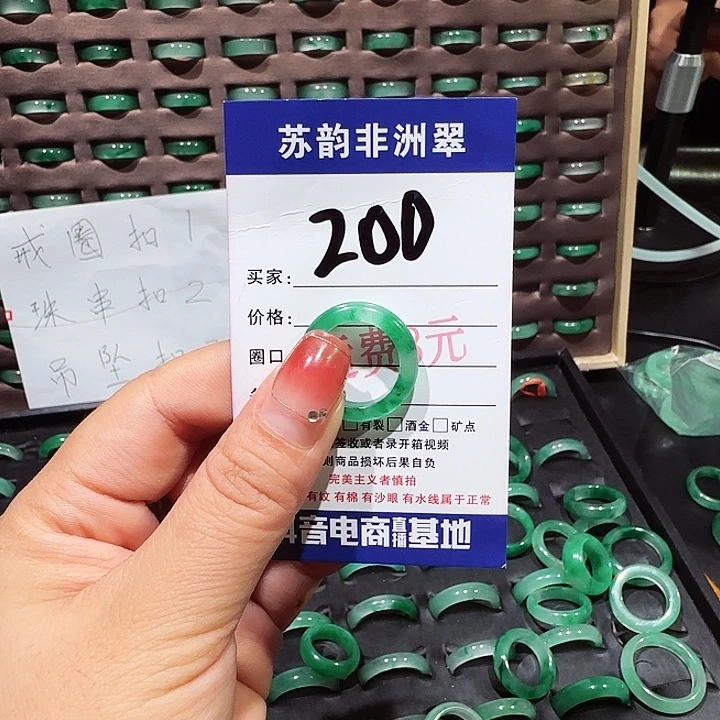 苏韵非洲翠
200
买家:
价格:
费3元
圈口
有裂 酒金 矿点
签收或者录开箱视频
则商品损坏后果自负
完美主义者慎拍
有纹 有棉 有沙眼 有水线属于正常
音电商直播基地
戒圈扣1
珠串扣2
吊坠扣